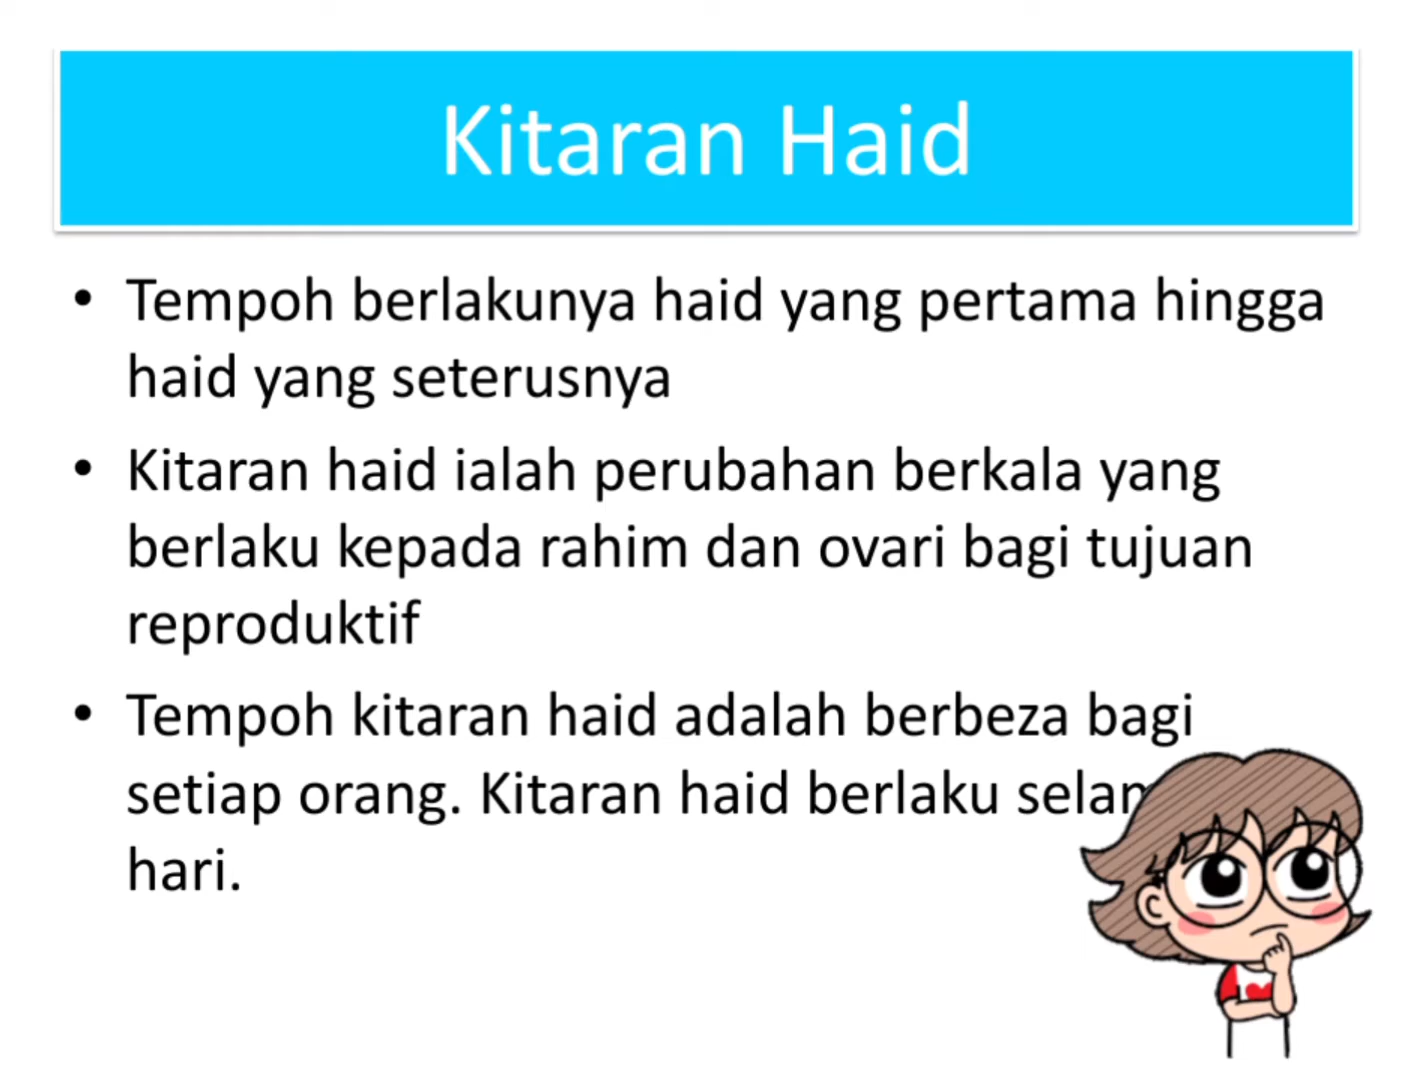 Kitaran Haid
• Tempoh berlakunya haid yang pertama hingga
haid yang seterusnya
• Kitaran haid ialah perubahan berkala yang
berlaku kepada rahim dan ovari bagi tujuan
reproduktif
• Tempoh kitaran haid adalah berbeza bagi
setiap orang. Kitaran haid berlaku
hari.